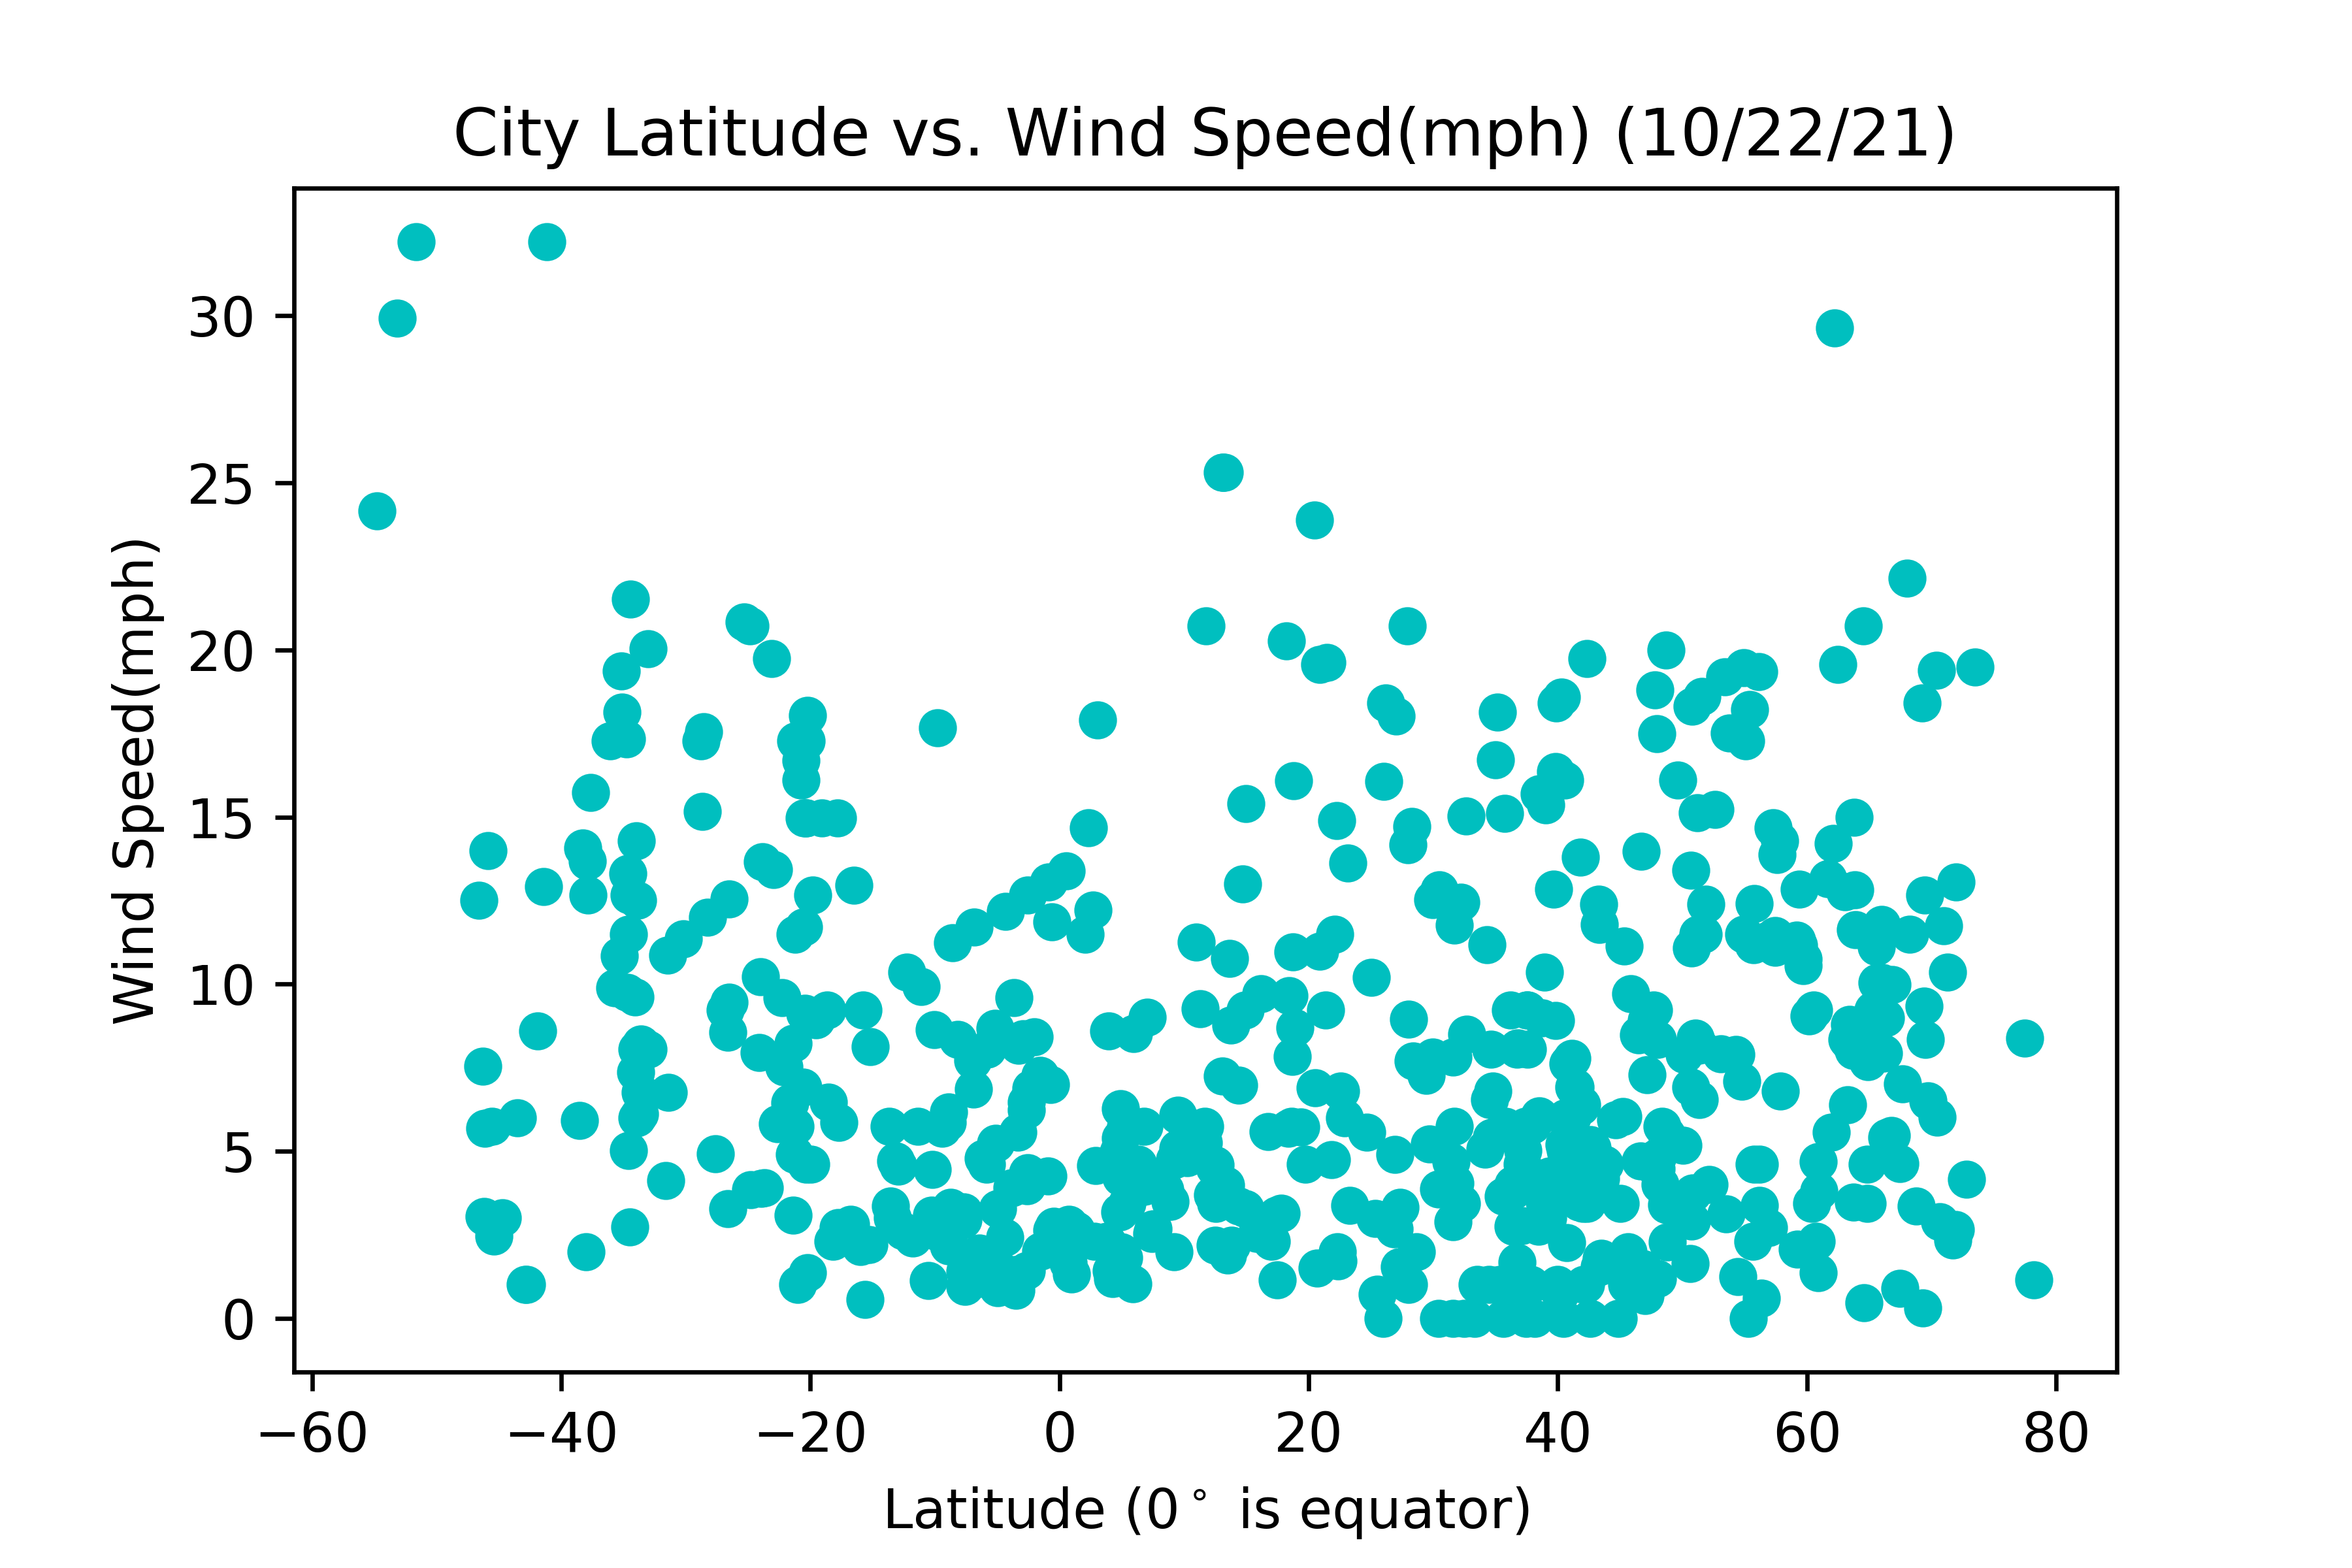 City Latitude vs. Wind Speed(mph) (10/22/21)
Wind Speed(mph)
30
25
20
15
10
5
0
−60 −40 −20 0 20 40 60 80
Latitude (0° is equator)